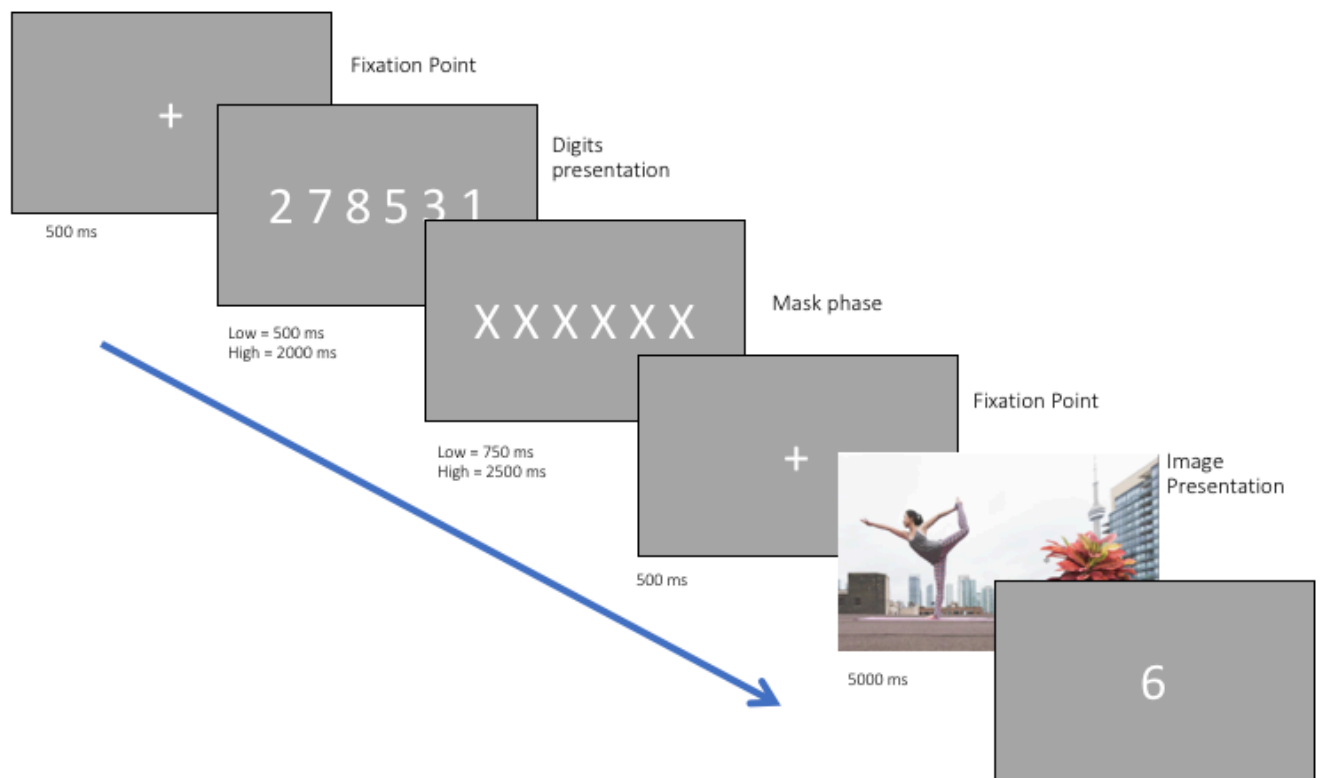 +
Fixation Point
500 ms
2 7 8 5 3 1
Digits
presentation
Low = 500 ms
High = 2000 ms
X X X X X X
Mask phase
Low = 750 ms
High = 2500 ms
+
Fixation Point
500 ms
Image
Presentation
5000 ms
6